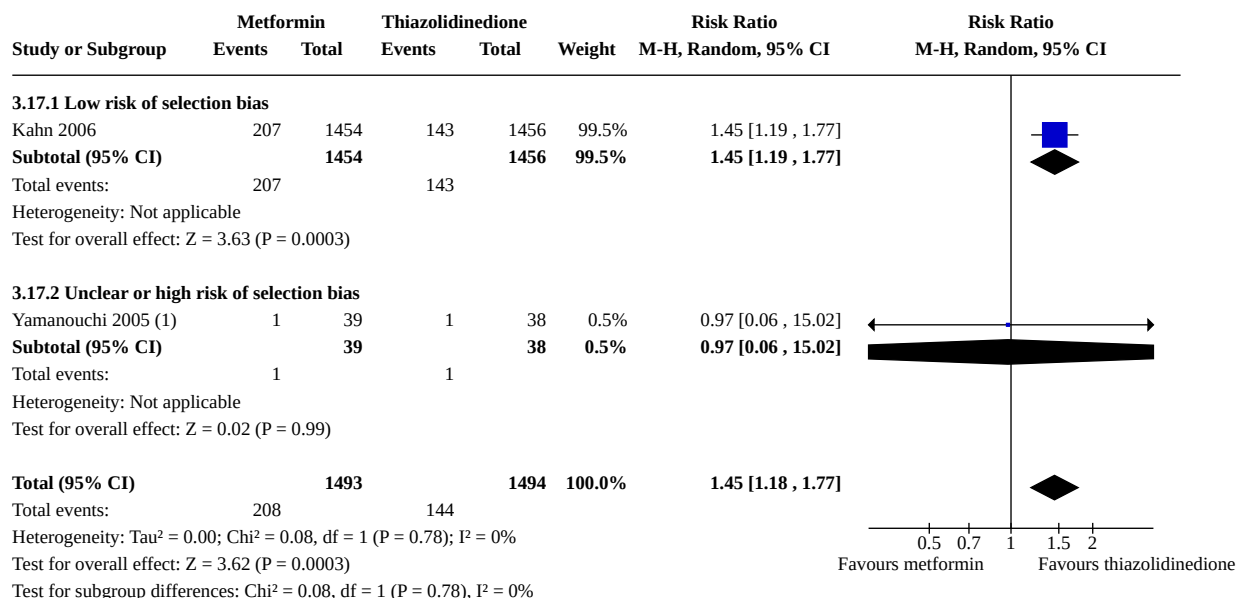 Metformin Thiazolidinedione Risk Ratio Risk Ratio
Study or Subgroup Events Total Events Total Weight M-H, Random, 95% CI M-H, Random, 95% CI
3.17.1 Low risk of selection bias
Kahn 2006 207 1454 143 1456 99.5% 1.45 [1.19 , 1.77]
Subtotal (95% CI) 1454 1456 99.5% 1.45 [1.19 , 1.77]
Total events: 207 143
Heterogeneity: Not applicable
Test for overall effect: Z = 3.63 (P = 0.0003)
3.17.2 Unclear or high risk of selection bias
Yamanouchi 2005 (1) 1 39 1 38 0.5% 0.97 [0.06 , 15.02]
Subtotal (95% CI) 39 38 0.5% 0.97 [0.06 , 15.02]
Total events: 1 1
Heterogeneity: Not applicable
Test for overall effect: Z = 0.02 (P = 0.99)
Total (95% CI) 1493 1494 100.0% 1.45 [1.18 , 1.77]
Total events: 208 144
Heterogeneity: Tau² = 0.00; Chi² = 0.08, df = 1 (P = 0.78); I² = 0%
0.5 0.7 1 1.5 2
Test for overall effect: Z = 3.62 (P = 0.0003)
Favours metformin Favours thiazolidinedione
Test for subgroup differences: Chi² = 0.08, df = 1 (P = 0.78), I² = 0%